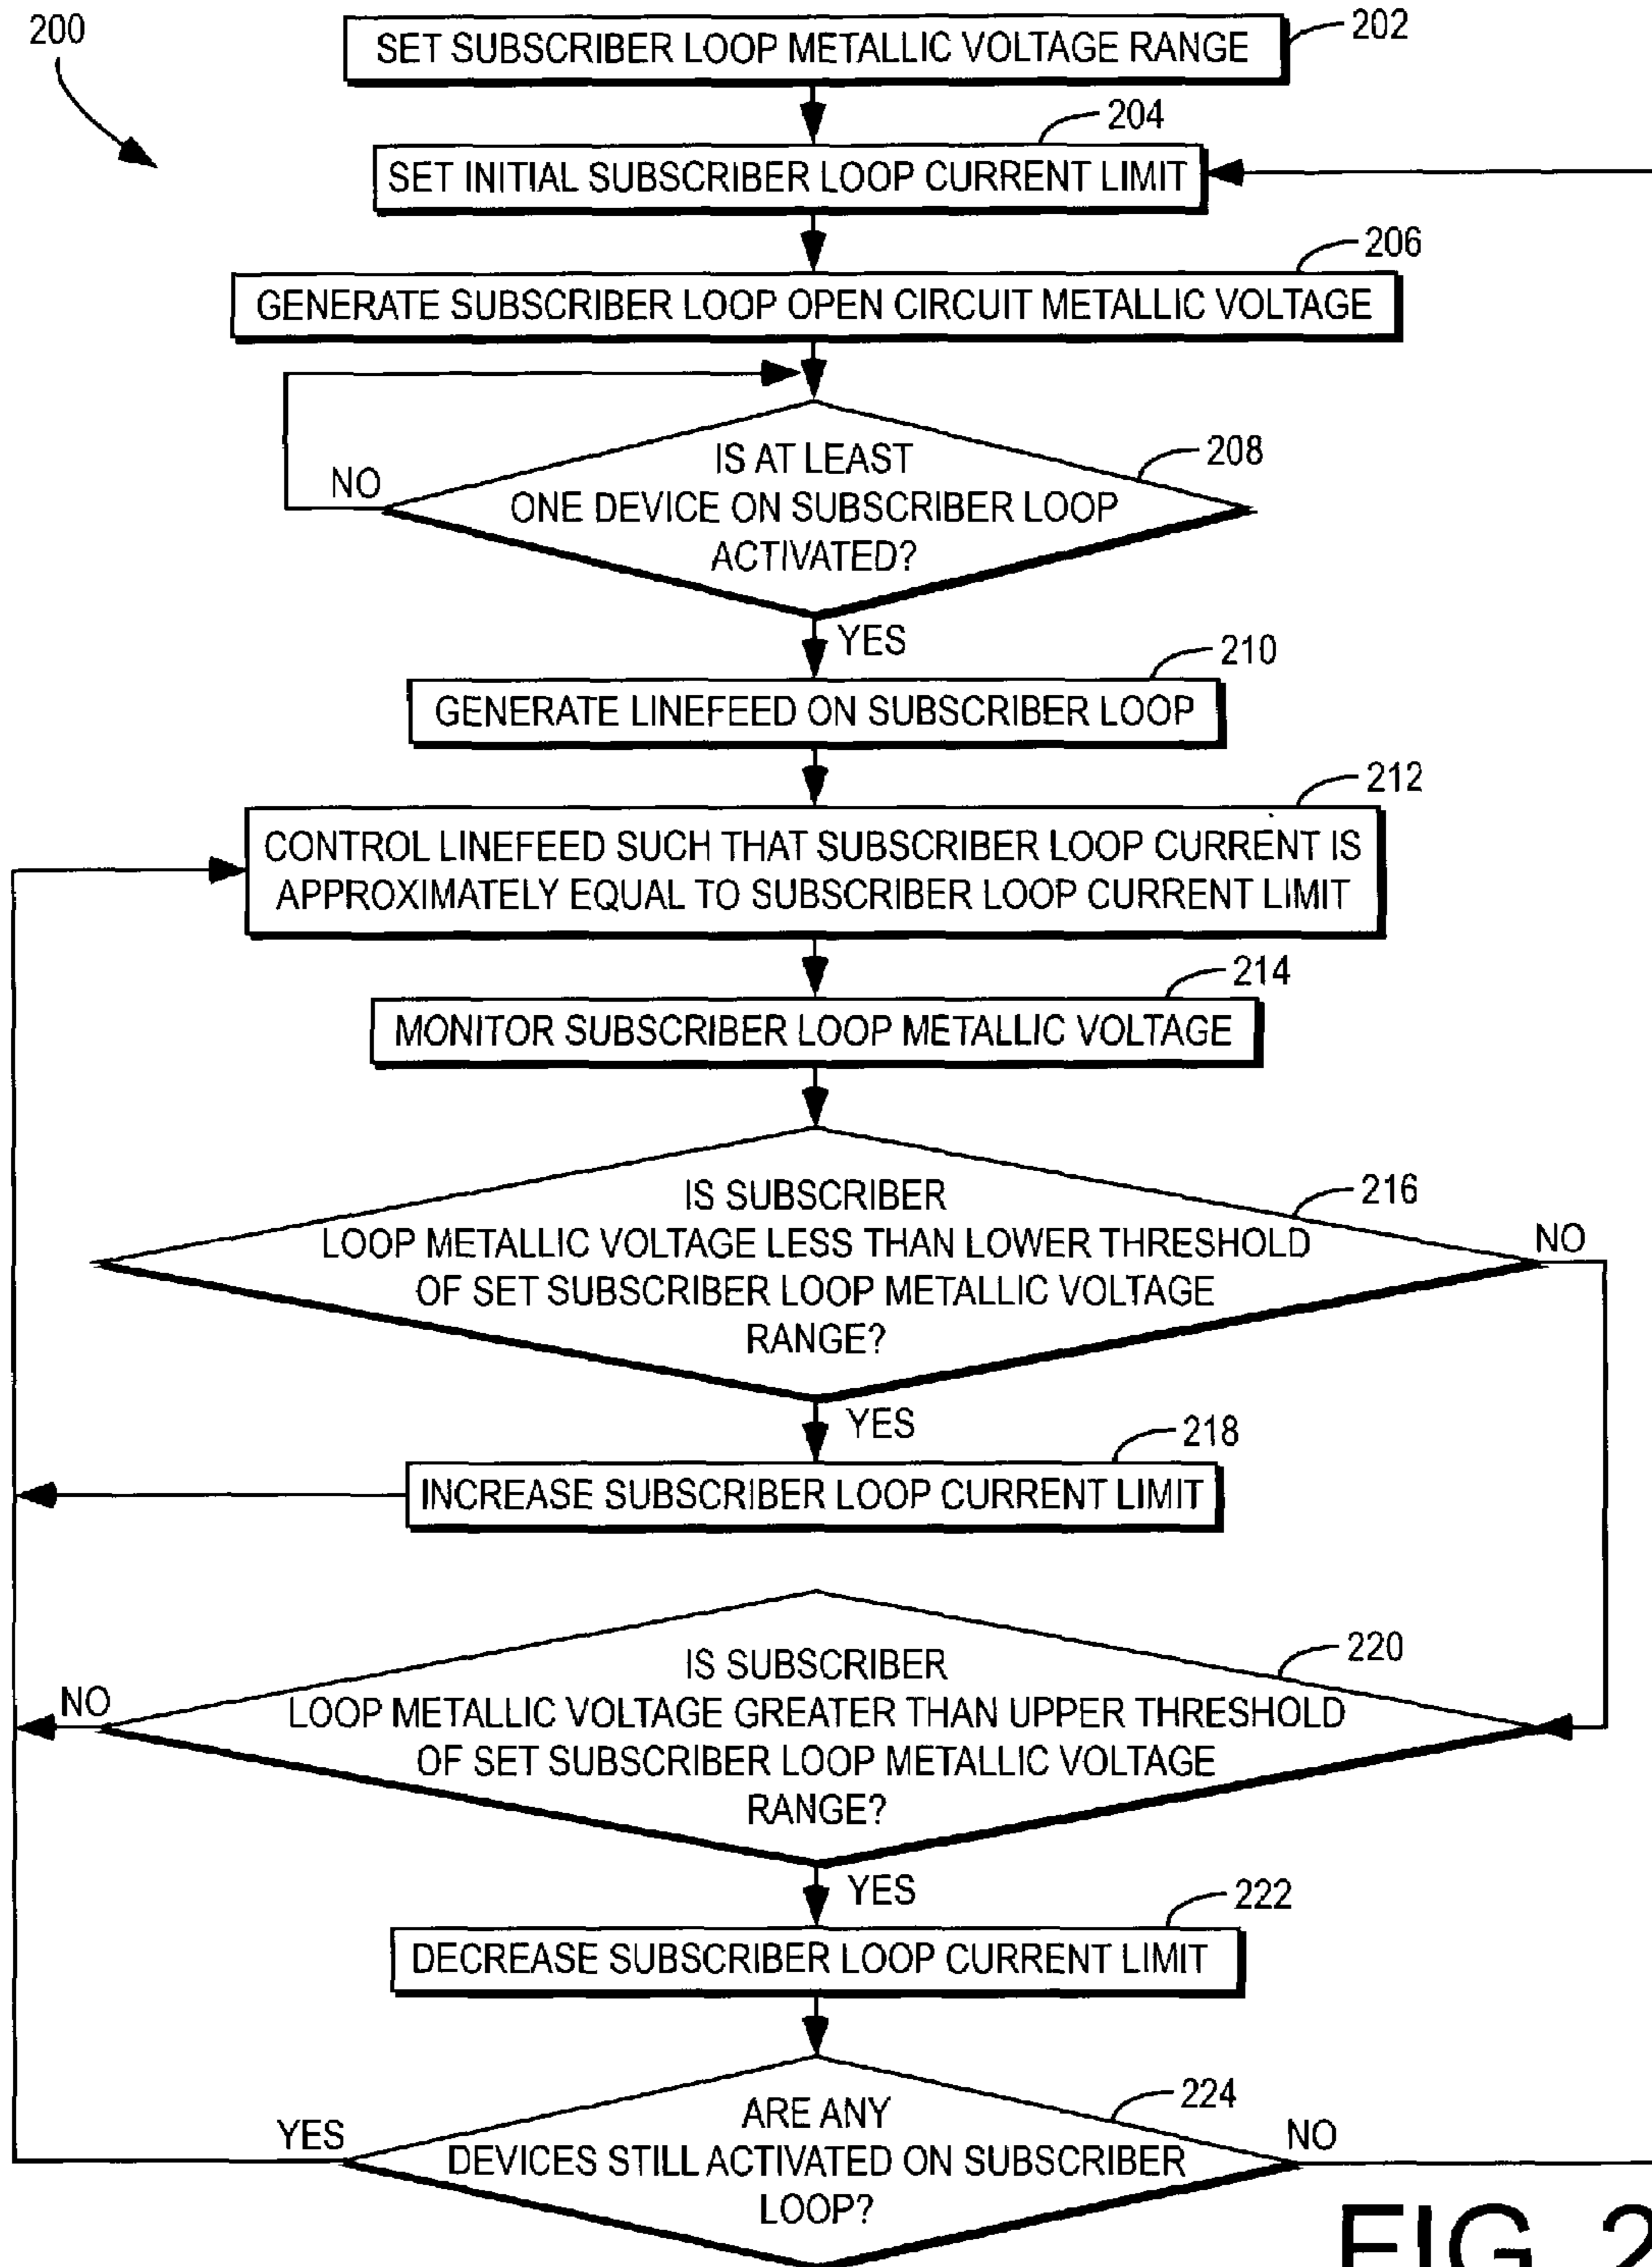 200
SET SUBSCRIBER LOOP METALLIC VOLTAGE RANGE
202
204
SET INITIAL SUBSCRIBER LOOP CURRENT LIMIT
206
GENERATE SUBSCRIBER LOOP OPEN CIRCUIT METALLIC VOLTAGE
208
IS AT LEAST
ONE DEVICE ON SUBSCRIBER LOOP
ACTIVATED?
NO
YES
210
GENERATE LINEFEED ON SUBSCRIBER LOOP
212
CONTROL LINEFEED SUCH THAT SUBSCRIBER LOOP CURRENT IS
APPROXIMATELY EQUAL TO SUBSCRIBER LOOP CURRENT LIMIT
214
MONITOR SUBSCRIBER LOOP METALLIC VOLTAGE
216
IS SUBSCRIBER
LOOP METALLIC VOLTAGE LESS THAN LOWER THRESHOLD
OF SET SUBSCRIBER LOOP METALLIC VOLTAGE
RANGE?
NO
YES
218
INCREASE SUBSCRIBER LOOP CURRENT LIMIT
220
IS SUBSCRIBER
LOOP METALLIC VOLTAGE GREATER THAN UPPER THRESHOLD
OF SET SUBSCRIBER LOOP METALLIC VOLTAGE
RANGE?
NO
YES
222
DECREASE SUBSCRIBER LOOP CURRENT LIMIT
224
ARE ANY
DEVICES STILL ACTIVATED ON SUBSCRIBER
LOOP?
YES
NO
FIG. 2